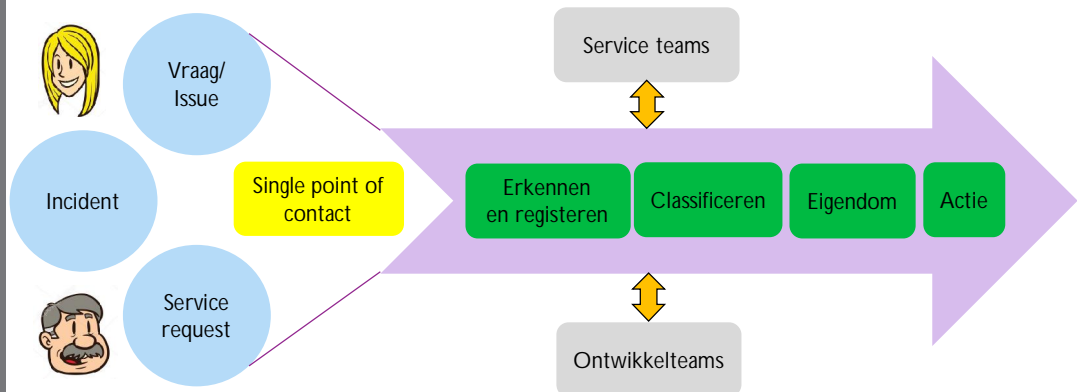 Vraag/
Issue
Incident
Service
request
Single point of
contact
Service teams
Erkennen
en registeren
Classificeren
Eigendom
Actie
Ontwikkelteams